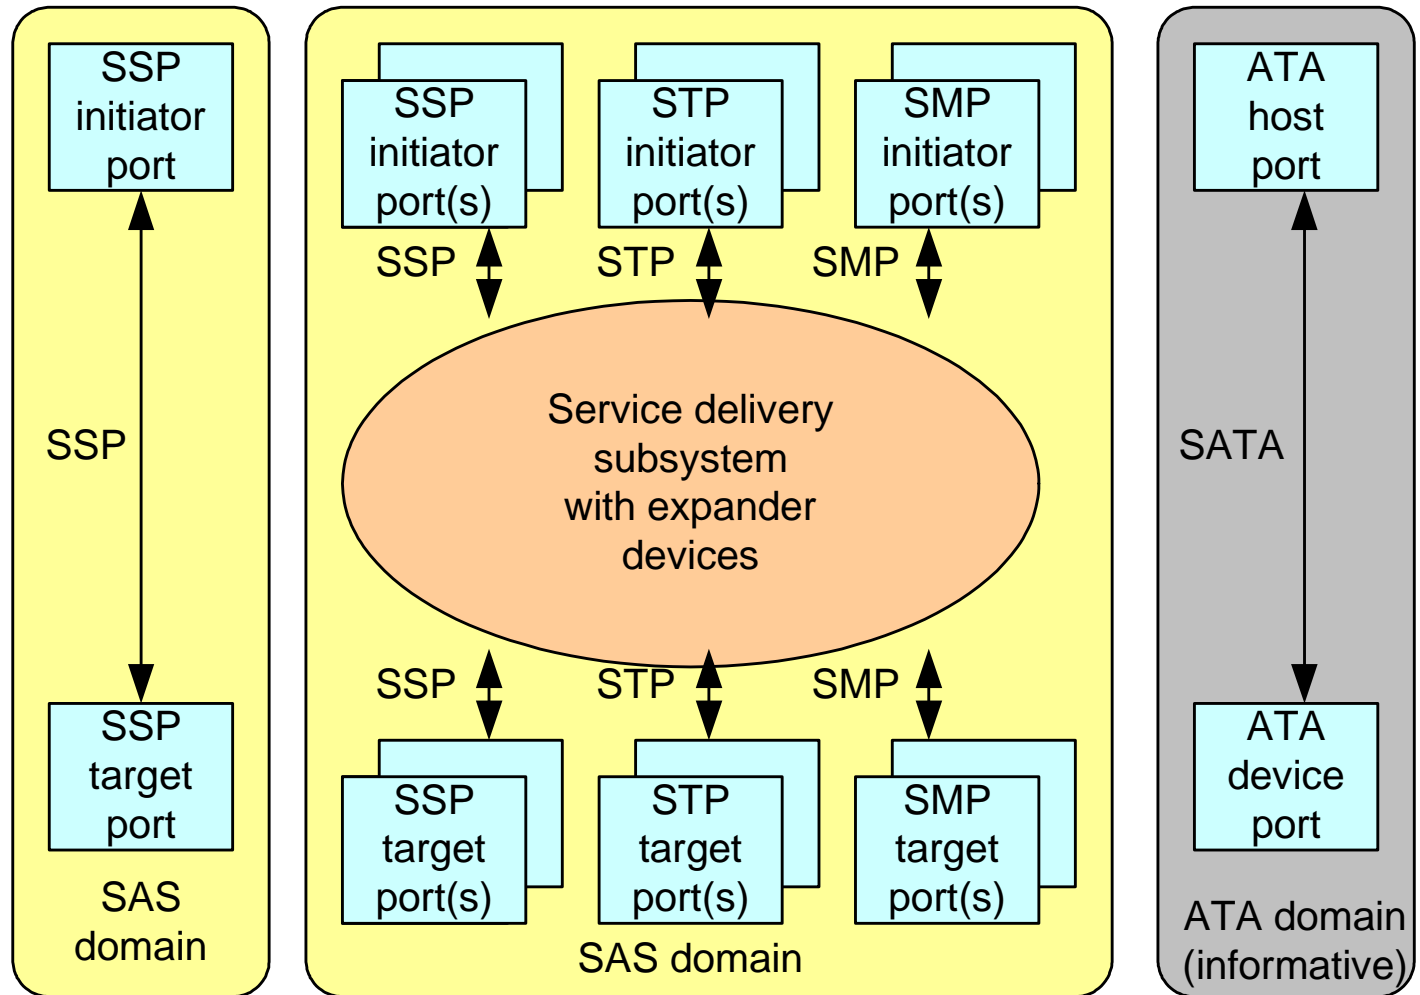 SSP
initiator
port
SSP
SSP
target
port
SAS
domain
SSP
initiator
port(s)
STP
initiator
port(s)
SMP
initiator
port(s)
SSP
STP
SMP
Service delivery
subsystem
with expander
devices
SSP
STP
SMP
SSP
target
port(s)
STP
target
port(s)
SMP
target
port(s)
SAS domain
ATA
host
port
SATA
ATA
device
port
ATA domain
(informative)